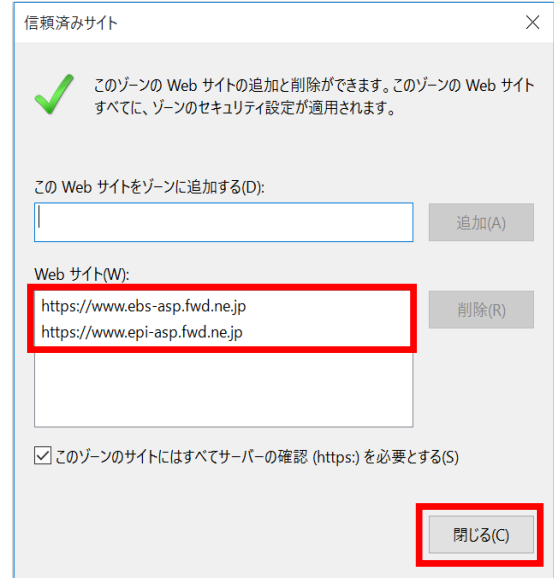 信頼済みサイト
このゾーンの Web サイトの追加と削除ができます。このゾーンの Web サイト
すべてに、ゾーンのセキュリティ設定が適用されます。
この Web サイトをゾーンに追加する(D):
追加(A)
Web サイト(W):
https://www.ebs-asp.fwd.ne.jp
https://www.epi-asp.fwd.ne.jp
削除(R)
このゾーンのサイトにはすべてサーバーの確認 (https:) を必要とする(S)
閉じる(C)